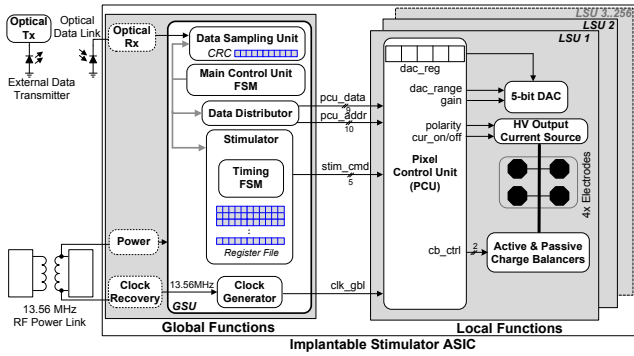 Optical Tx
Optical Data Link
External Data Transmitter
Optical Rx
Data Sampling Unit
CRC
Main Control Unit FSM
Data Distributor
Stimulator
Timing FSM
:
Register File
Power
Clock Recovery
13.56MHz
Clock Generator
GSU
13.56 MHz RF Power Link
Global Functions
pcu_data
9
pcu_addr
10
stim_cmd
5
clk_gbl
LSU 3..256
LSU 2
LSU 1
dac_reg
dac_range
gain
5-bit DAC
polarity
cur_on/off
HV Output Current Source
Pixel Control Unit (PCU)
4x Electrodes
cb_ctrl
2
Active & Passive Charge Balancers
Local Functions
Implantable Stimulator ASIC